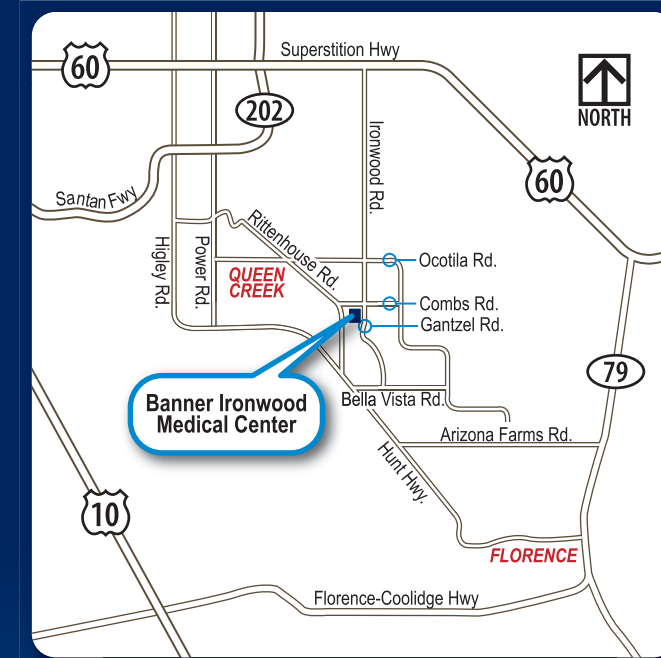 Superstition Hwy
60
202
NORTH
Ironwood Rd.
60
Santan Fwy
Rittenhouse Rd.
Higley Rd.
Power Rd.
QUEEN
CREEK
Ocotila Rd.
Combs Rd.
Gantzel Rd.
79
Banner Ironwood
Medical Center
Bella Vista Rd.
Arizona Farms Rd.
Hunt Hwy.
10
FLORENCE
Florence-Coolidge Hwy